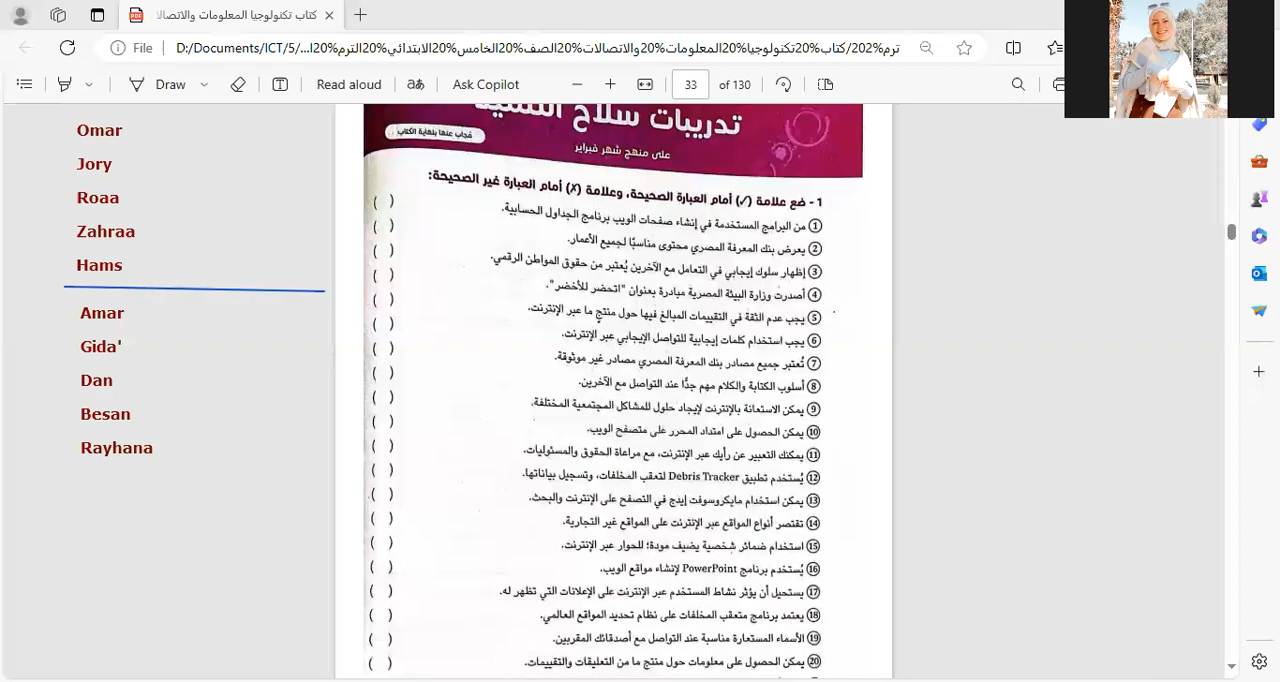 كتاب تكنولوجيا المعلومات والاتصالا
File
D:/Documents/ICT/5/...ترم%202/كتاب%20تكنولوجيا%20المعلومات%20والاتصالات%20الصف%20الخامس%20الابتدائي%20الترم%20ال
Draw
Read aloud
Ask Copilot
33
of 130
Omar
Jory
Roaa
Zahraa
Hams
Amar
Gida'
Dan
Besan
Rayhana
تدريبات سلاح التلميذ
مُجاب عنها بنهاية الكتاب
على منهج شهر فبراير
1 - ضع علامة (✓) أمام العبارة الصحيحة، وعلامة (✗) أمام العبارة غير الصحيحة:
1 من البرامج المستخدمة في إنشاء صفحات الويب برنامج الجداول الحسابية. ( )
2 يعرض بنك المعرفة المصري محتوى مناسبًا لجميع الأعمار. ( )
3 إظهار سلوك إيجابي في التعامل مع الآخرين يُعتبر من حقوق المواطن الرقمي. ( )
4 أصدرت وزارة البيئة المصرية مبادرة بعنوان "اتحضر للأخضر". ( )
5 يجب عدم الثقة في التقييمات المبالغ فيها حول منتج ما عبر الإنترنت. ( )
6 يجب استخدام كلمات إيجابية للتواصل الإيجابي عبر الإنترنت. ( )
7 تُعتبر جميع مصادر بنك المعرفة المصري مصادر غير موثوقة. ( )
8 أسلوب الكتابة والكلام مهم جدًّا عند التواصل مع الآخرين. ( )
9 يمكن الاستعانة بالإنترنت لإيجاد حلول للمشاكل المجتمعية المختلفة. ( )
10 يمكن الحصول على امتداد المحرر على متصفح الويب. ( )
11 يمكنك التعبير عن رأيك عبر الإنترنت، مع مراعاة الحقوق والمسئوليات. ( )
12 يُستخدم تطبيق Debris Tracker لتعقب المخلفات، وتسجيل بياناتها. ( )
13 يمكن استخدام مايكروسوفت إيدج في التصفح على الإنترنت والبحث. ( )
14 تقتصر أنواع المواقع عبر الإنترنت على المواقع غير التجارية. ( )
15 استخدام ضمائر شخصية يضيف مودة؛ للحوار عبر الإنترنت. ( )
16 يُستخدم برنامج PowerPoint لإنشاء مواقع الويب. ( )
17 يستحيل أن يؤثر نشاط المستخدم عبر الإنترنت على الإعلانات التي تظهر له. ( )
18 يعتمد برنامج متعقب المخلفات على نظام تحديد المواقع العالمي. ( )
19 الأسماء المستعارة مناسبة عند التواصل مع أصدقائك المقربين. ( )
20 يمكن الحصول على معلومات حول منتج ما من التعليقات والتقييمات. ( )